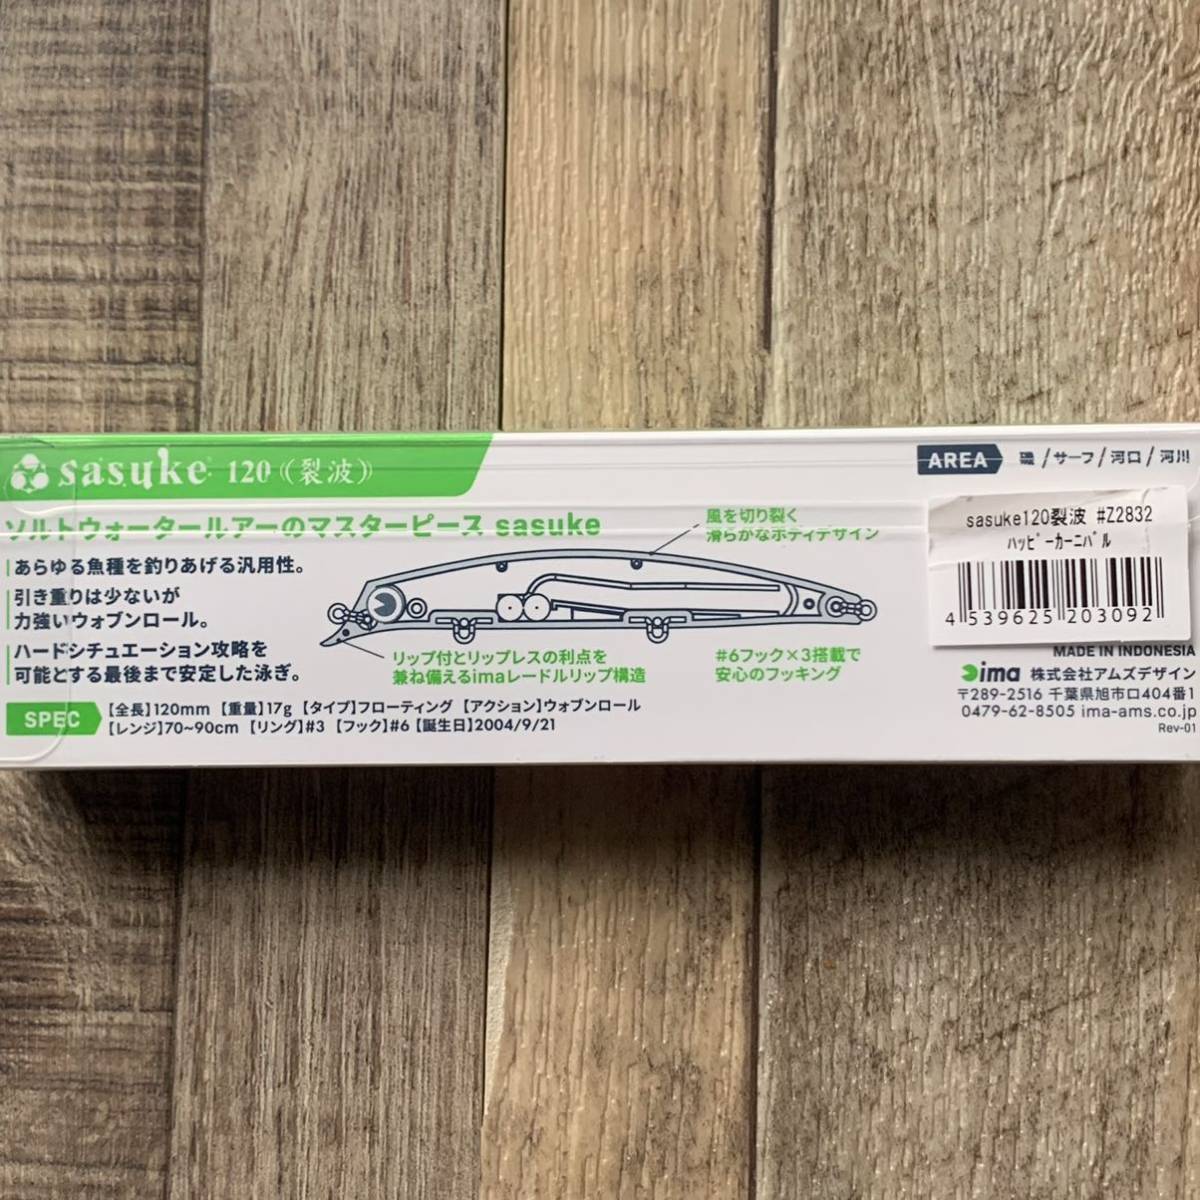 sasuke 120 (裂波)
AREA 磯/サーフ/河口/河川
ソルトウォータールアーのマスターピース sasuke
あらゆる魚種を釣りあげる汎用性。
引き重りは少ないが
力強いウォブンロール。
ハードシチュエーション攻略を
可能とする最後まで安定した泳ぎ。
風を切り裂く
滑らかなボディデザイン
リップ付とリップレスの利点を
兼ね備えるimaレードルリップ構造
#6フック×3搭載で
安心のフッキング
sasuke120裂波 #Z2832
ﾊｯﾋﾟｰｶｰﾆﾊﾞﾙ
4 539625 203092
MADE IN INDONESIA
ima 株式会社アムズデザイン
〒289-2516 千葉県旭市ロ404番1
0479-62-8505 ima-ams.co.jp
Rev-01
SPEC
【全長】120mm 【重量】17g 【タイプ】フローティング 【アクション】ウォブンロール
【レンジ】70~90cm 【リング】#3 【フック】#6 【誕生日】2004/9/21